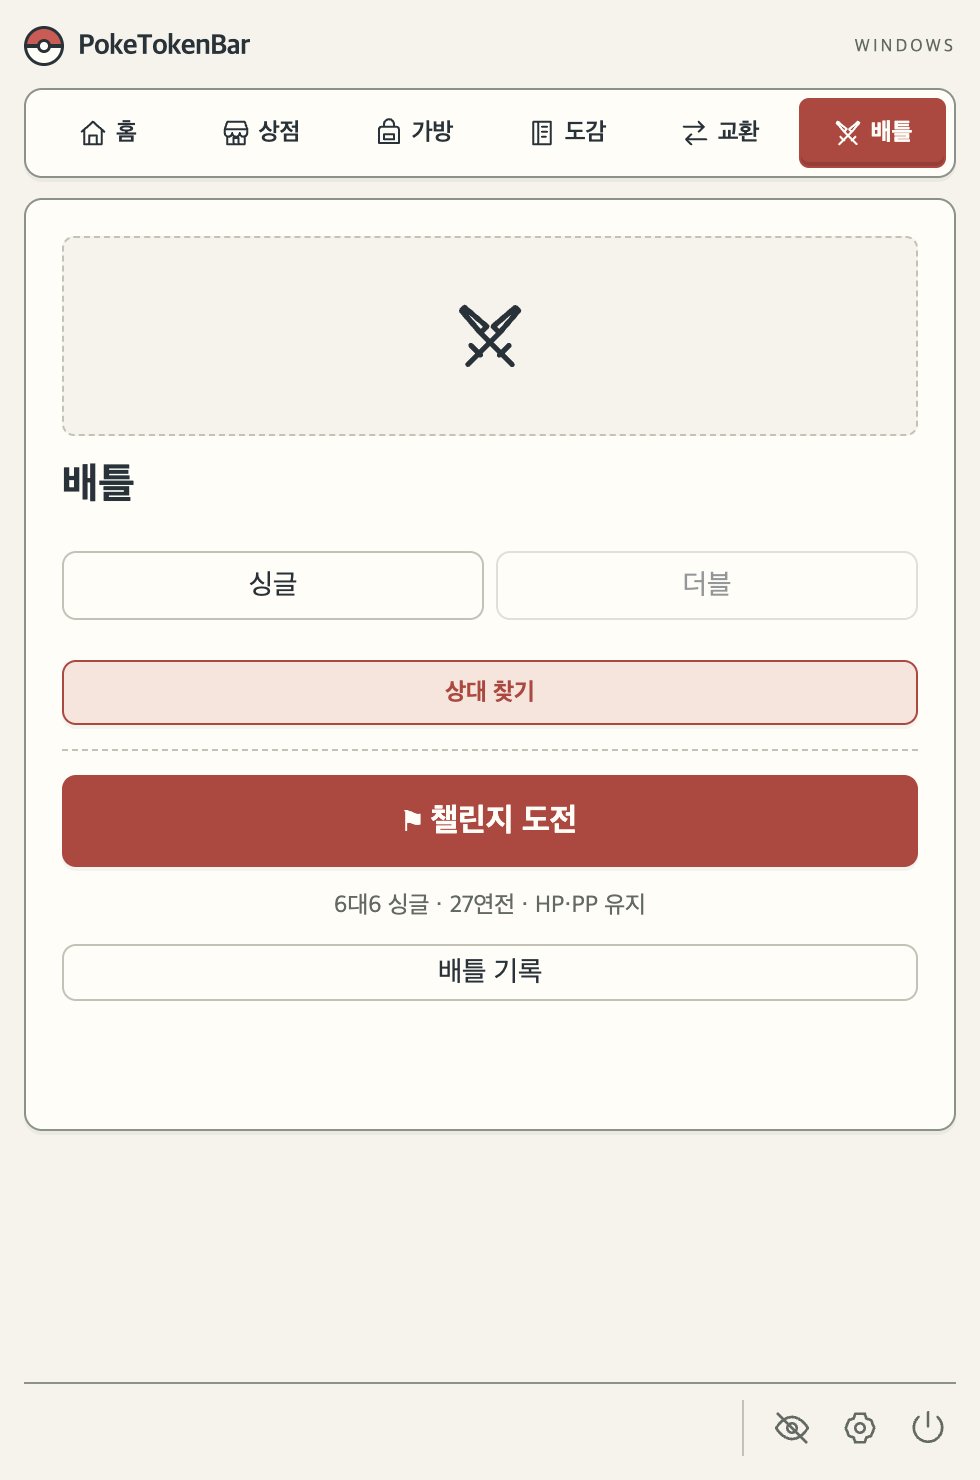 PokeTokenBar
WINDOWS
홈 상점 가방 도감 교환 배틀
배틀
싱글 더블
상대 찾기
⚑ 챌린지 도전
6대6 싱글 · 27연전 · HP·PP 유지
배틀 기록